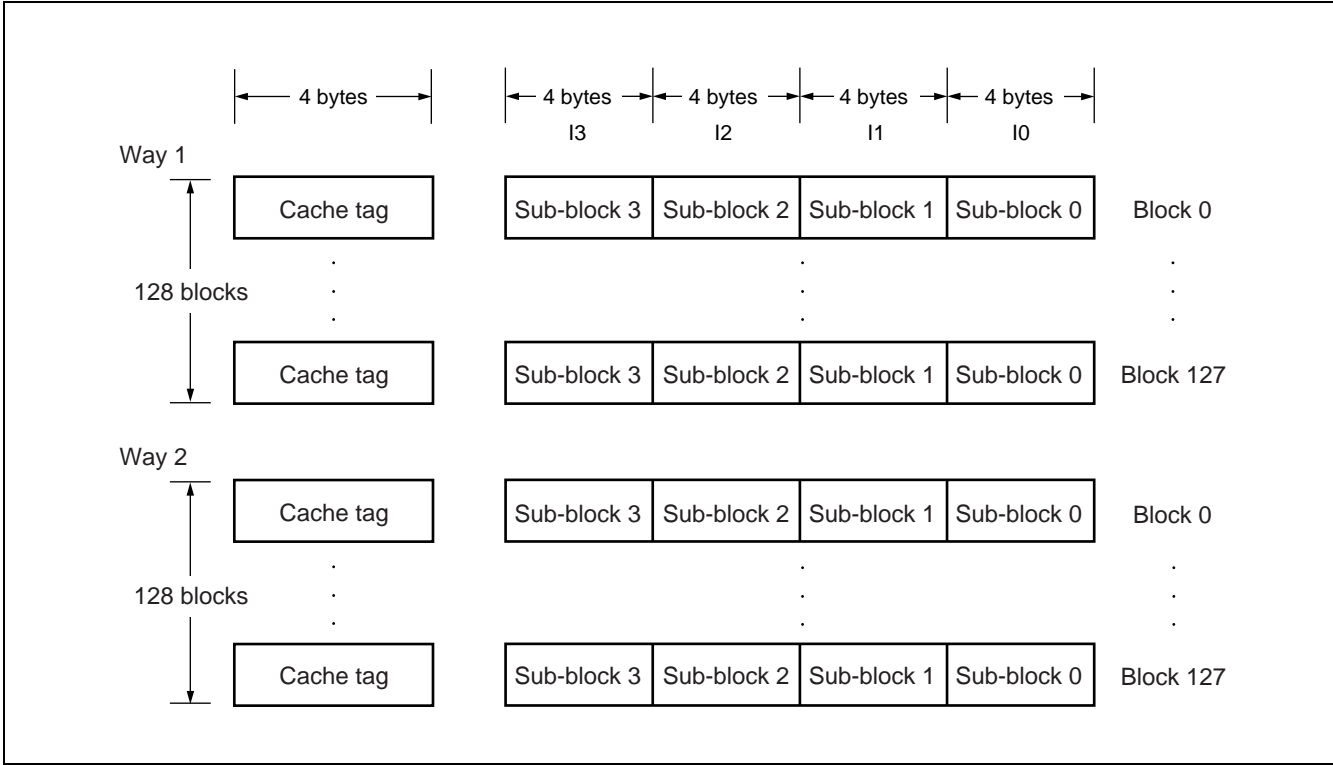 4 bytes 4 bytes 4 bytes 4 bytes 4 bytes
I3 I2 I1 I0
Way 1
Cache tag Sub-block 3 Sub-block 2 Sub-block 1 Sub-block 0 Block 0
128 blocks
Cache tag Sub-block 3 Sub-block 2 Sub-block 1 Sub-block 0 Block 127
Way 2
Cache tag Sub-block 3 Sub-block 2 Sub-block 1 Sub-block 0 Block 0
128 blocks
Cache tag Sub-block 3 Sub-block 2 Sub-block 1 Sub-block 0 Block 127